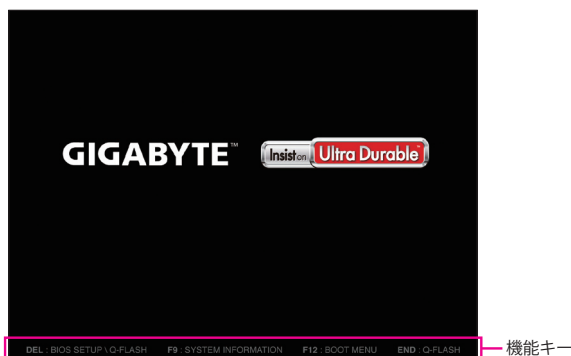 GIGABYTE™ Insist on Ultra Durable™
DEL : BIOS SETUP \ Q-FLASH F9 : SYSTEM INFORMATION F12 : BOOT MENU END : Q-FLASH
機能キー